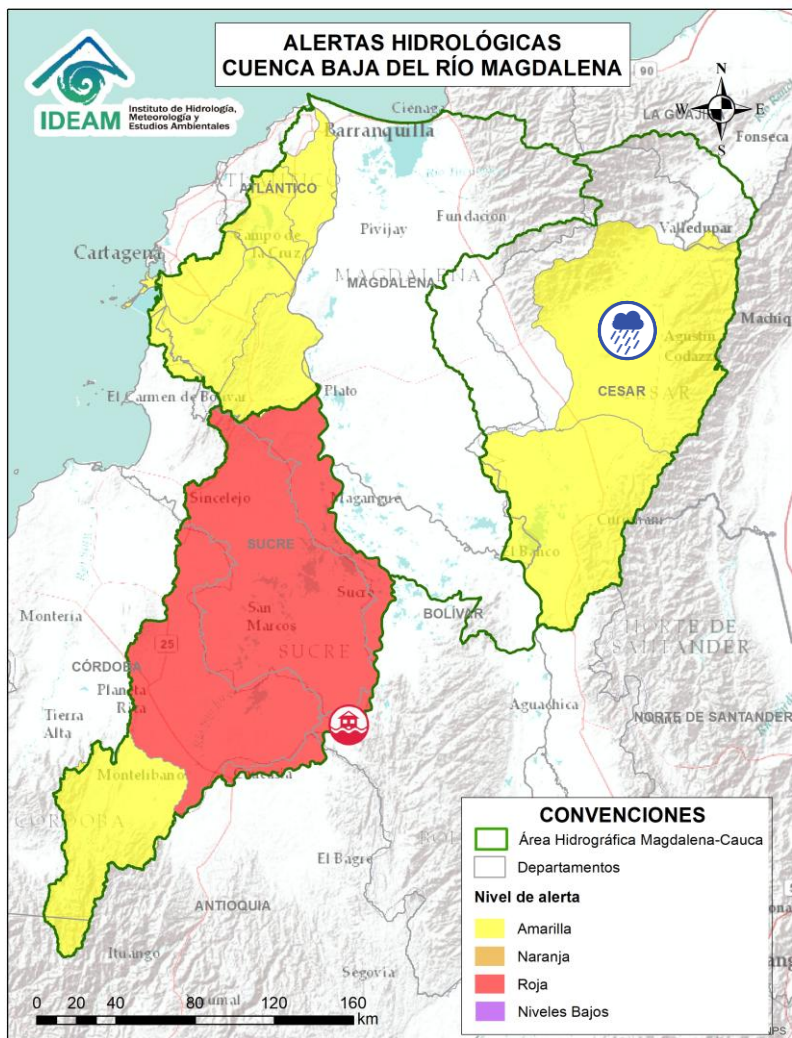 ALERTAS HIDROLÓGICAS
CUENCA BAJA DEL RÍO MAGDALENA
IDEAM
Instituto de Hidrología,
Meteorología y
Estudios Ambientales
N
W
E
S
90
Ciénaga
LA GUAJIRA
Barranquilla
Fonseca
ATLÁNTICO
Fundación
Pivijay
Valledupar
Campo de
la Cruz
Cartagena
MAGDALENA
MAGDALENA
Agustín
Codazzi
CESAR
El Carmen de Bolívar
Plato
Sincelejo
Magangue
SUCRE
El Banco
Sucre
San
Marcos
BOLÍVAR
Montería
25
SUCRE
NORTE DE
SANTANDER
CÓRDOBA
Planeta
Rica
Aguachica
NORTE DE SANTANDER
Tierra
Alta
Montelíbano
CÓRDOBA
El Bagre
ANTIOQUIA
Ituango
Segovia
CONVENCIONES
Área Hidrográfica Magdalena-Cauca
Departamentos
Nivel de alerta
Amarilla
Naranja
Roja
Niveles Bajos
0 20 40 80 120 160
km